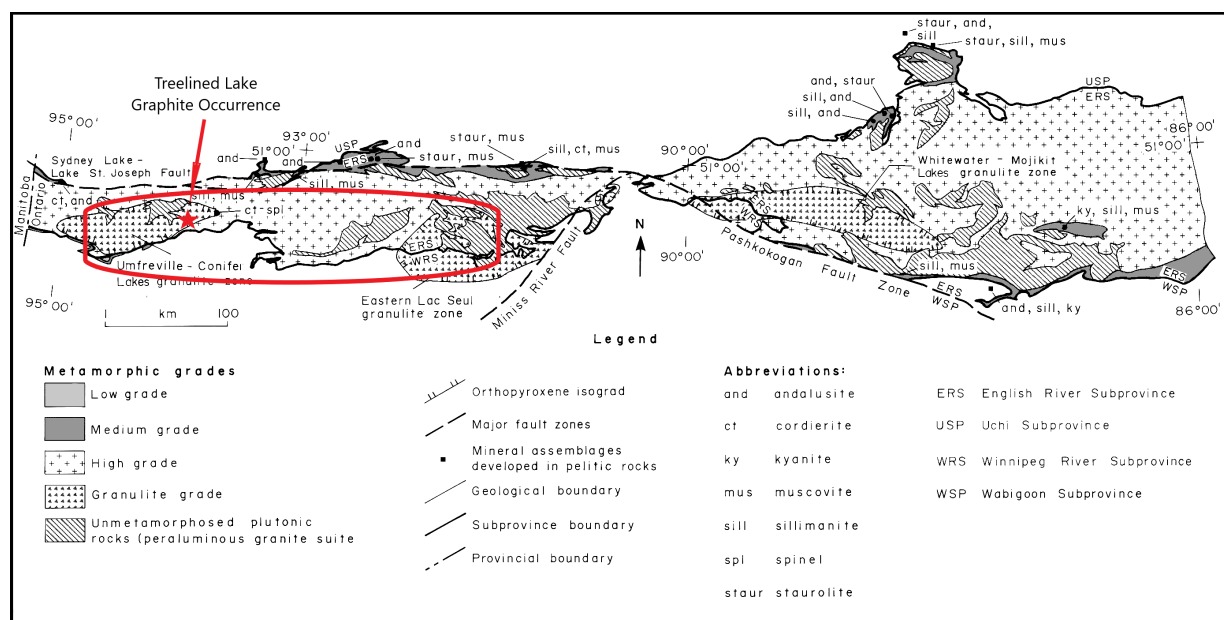 Treelined Lake
Graphite Occurrence
95°00'
Sydney Lake -
Lake St. Joseph Fault
Manitoba
Ontario
ct, and
sill, mus
ct-spl
Umfreville - Conifer
Lakes granulite zone
95°00'
km 100
93°00'
51°00'
and
and
USP
ERS
and
staur, mus
sill, mus
staur, mus
sill, ct, mus
ERS
WRS
Eastern Lac Seul
granulite zone
Miniss River Fault
N
90°00'
51°00'
ERS
WRS
90°00'
Pashkokogan Fault Zone
and, staur
sill, and
sill, and
staur, and,
sill
staur, sill, mus
USP
ERS
86°00'
51°00'
Whitewater - Mojikit
Lakes granulite zone
ky, sill, mus
sill, mus
ERS
WSP
ERS
WSP
and, sill, ky
86°00'
Legend
Metamorphic grades
Low grade
Medium grade
High grade
Granulite grade
Unmetamorphosed plutonic
rocks (peraluminous granite suite
Orthopyroxene isograd
Major fault zones
Mineral assemblages
developed in pelitic rocks
Geological boundary
Subprovince boundary
Provincial boundary
Abbreviations:
and andalusite
ct cordierite
ky kyanite
mus muscovite
sill sillimanite
spl spinel
staur staurolite
ERS English River Subprovince
USP Uchi Subprovince
WRS Winnipeg River Subprovince
WSP Wabigoon Subprovince